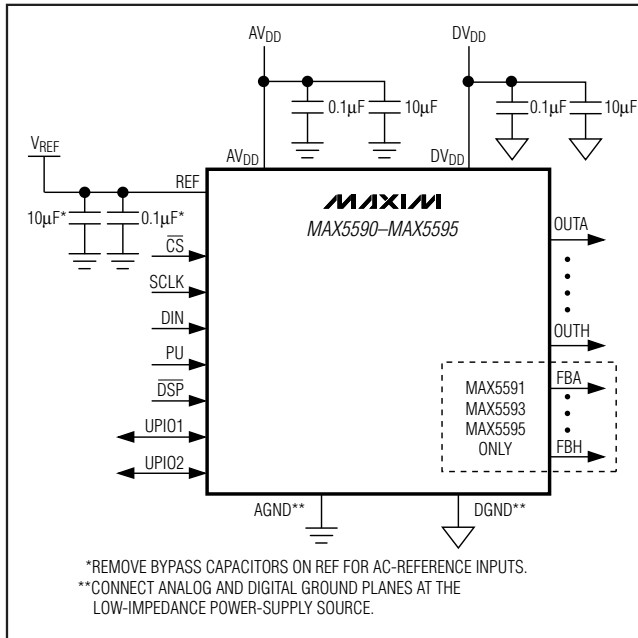 AVDD
DVDD
0.1µF
10µF
0.1µF
10µF
VREF
REF
AVDD
DVDD
10µF*
0.1µF*
MAXIM
MAX5590–MAX5595
CS
SCLK
DIN
PU
DSP
UPIO1
UPIO2
OUTA
OUTH
FBA
FBH
MAX5591
MAX5593
MAX5595
ONLY
AGND**
DGND**
*REMOVE BYPASS CAPACITORS ON REF FOR AC-REFERENCE INPUTS.
**CONNECT ANALOG AND DIGITAL GROUND PLANES AT THE
LOW-IMPEDANCE POWER-SUPPLY SOURCE.